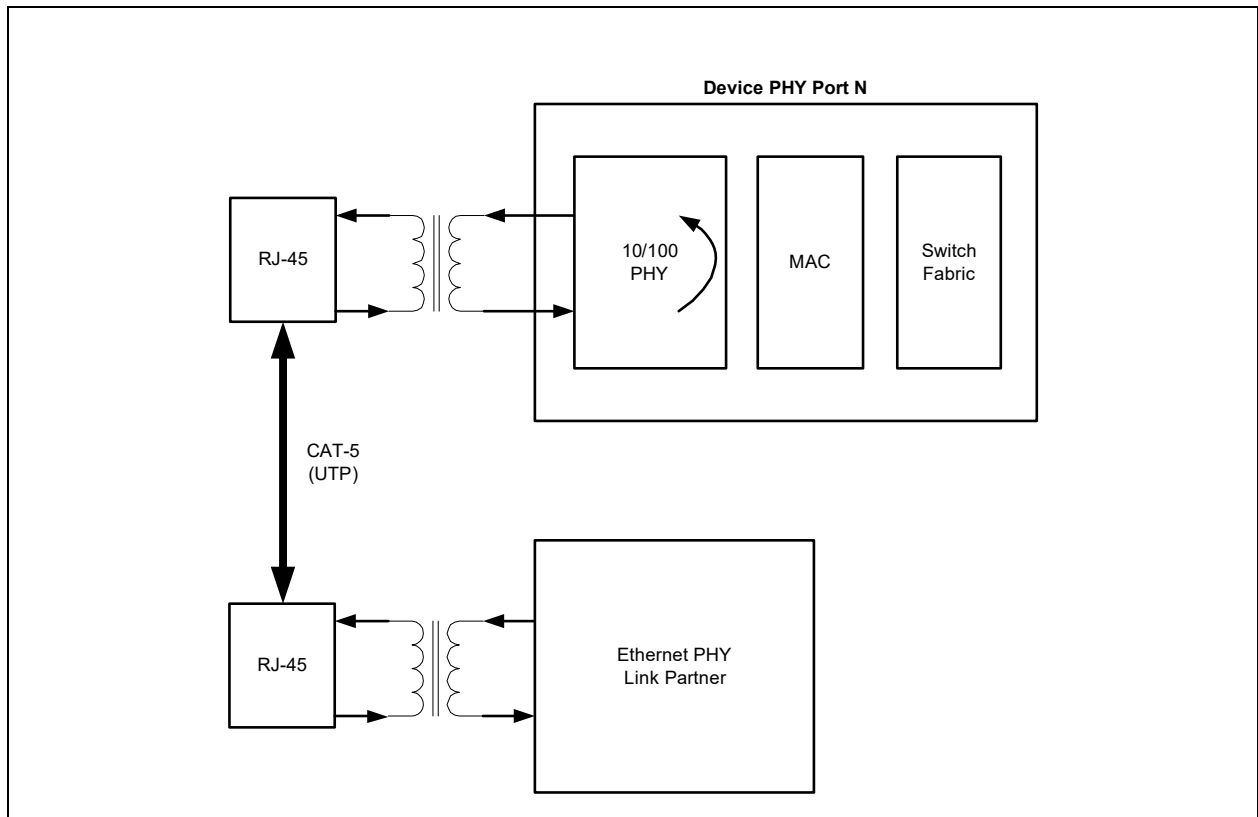 Device PHY Port N
RJ-45
10/100
PHY
MAC
Switch
Fabric
CAT-5
(UTP)
RJ-45
Ethernet PHY
Link Partner